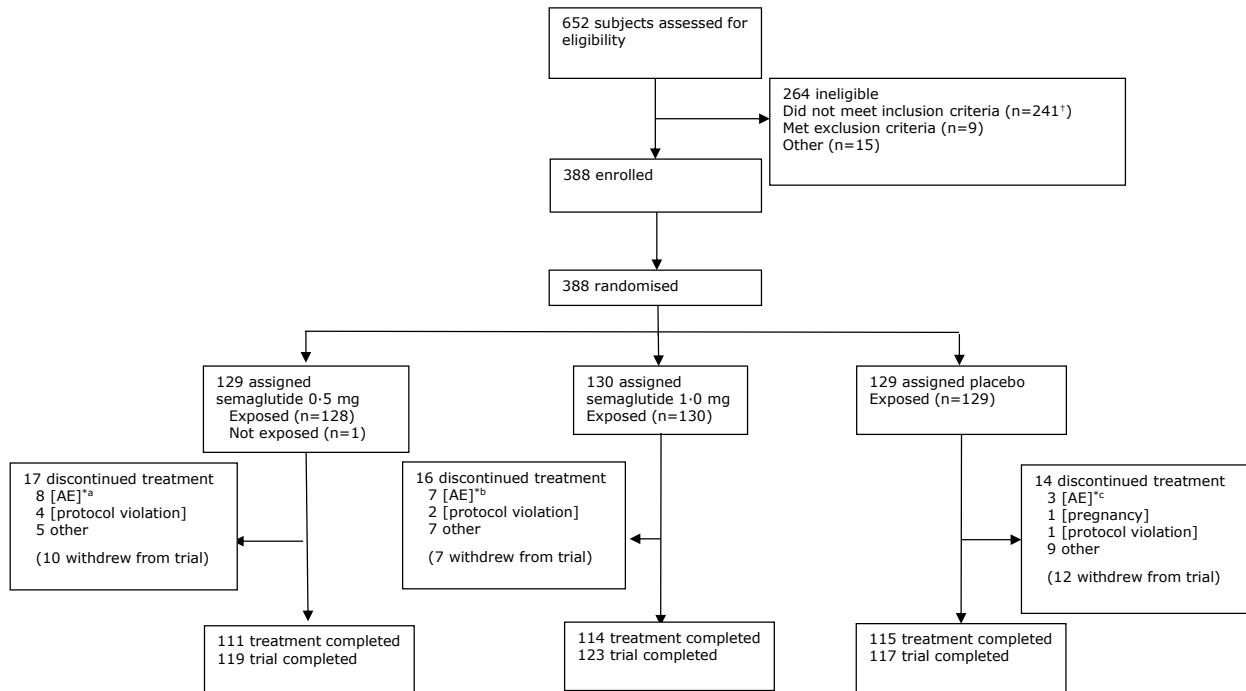 652 subjects assessed for
eligibility
264 ineligible
Did not meet inclusion criteria (n=241†)
Met exclusion criteria (n=9)
Other (n=15)
388 enrolled
388 randomised
129 assigned
semaglutide 0·5 mg
Exposed (n=128)
Not exposed (n=1)
130 assigned
semaglutide 1·0 mg
Exposed (n=130)
129 assigned placebo
Exposed (n=129)
17 discontinued treatment
8 [AE]*a
4 [protocol violation]
5 other
(10 withdrew from trial)
16 discontinued treatment
7 [AE]*b
2 [protocol violation]
7 other
(7 withdrew from trial)
14 discontinued treatment
3 [AE]*c
1 [pregnancy]
1 [protocol violation]
9 other
(12 withdrew from trial)
111 treatment completed
119 trial completed
114 treatment completed
123 trial completed
115 treatment completed
117 trial completed